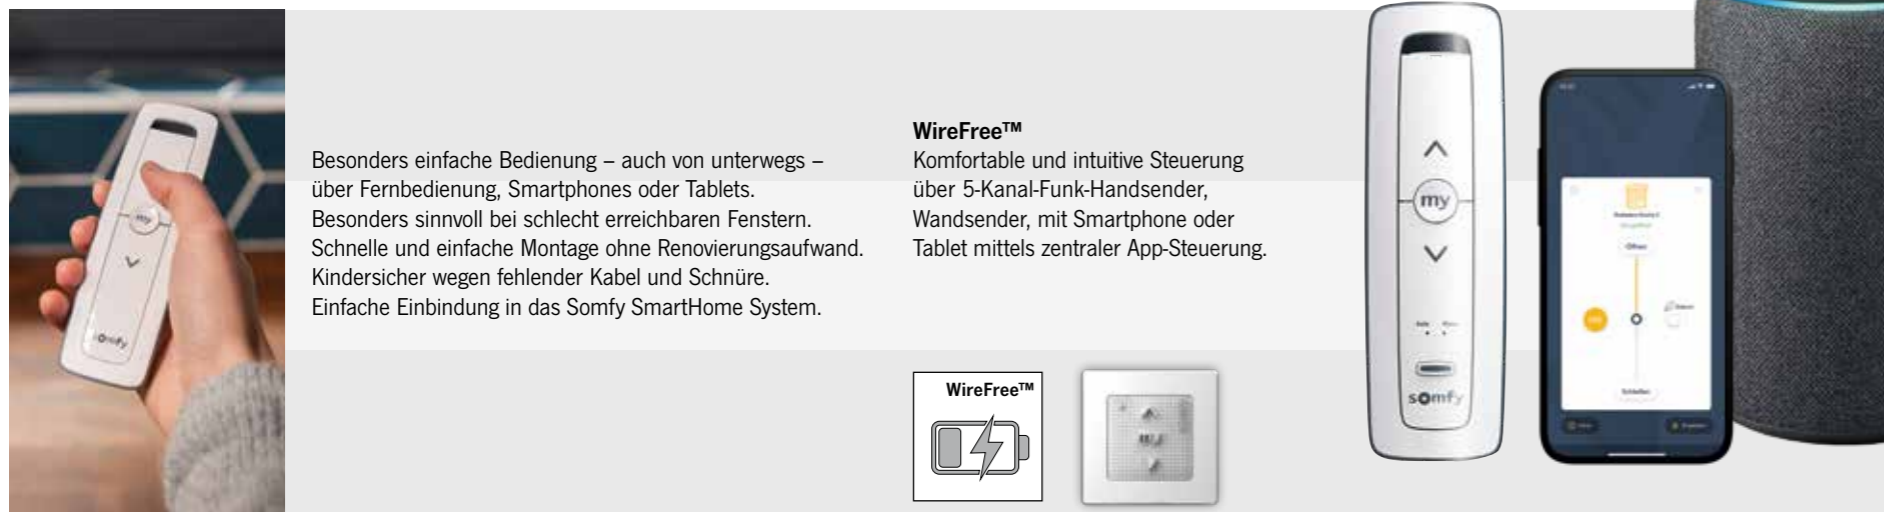 Besonders einfache Bedienung – auch von unterwegs –
über Fernbedienung, Smartphones oder Tablets.
Besonders sinnvoll bei schlecht erreichbaren Fenstern.
Schnelle und einfache Montage ohne Renovierungsaufwand.
Kindersicher wegen fehlender Kabel und Schnüre.
Einfache Einbindung in das Somfy SmartHome System.
WireFree™
Komfortable und intuitive Steuerung
über 5-Kanal-Funk-Handsender,
Wandsender, mit Smartphone oder
Tablet mittels zentraler App-Steuerung.
WireFree™
my
somfy
my
somfy
my
Öffnen
Schließen